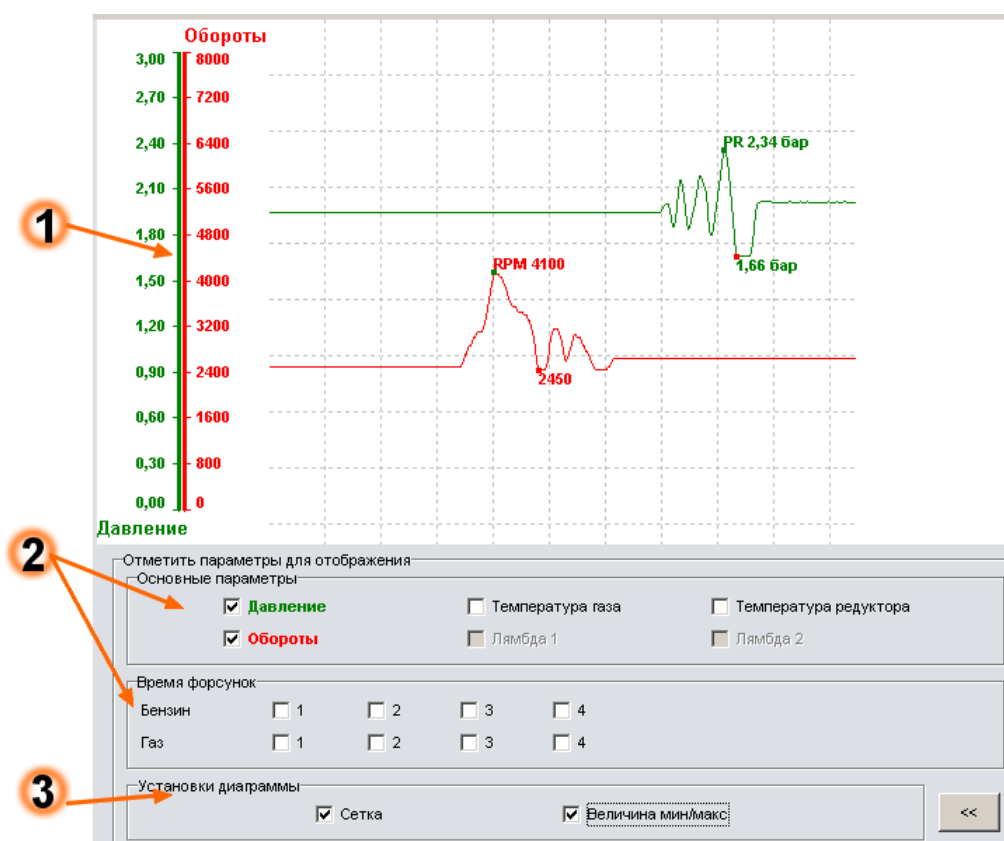 Обороты
3,00 8000
2,70 7200
2,40 6400
PR 2,34 бар
2,10 5600
1
1,80 4800
1,66 бар
RPM 4100
1,50 4000
1,20 3200
0,90 2400
2450
0,60 1600
0,30 800
0,00 0
Давление
2
Отметить параметры для отображения
Основные параметры
Давление Температура газа Температура редуктора
Обороты Лямбда 1 Лямбда 2
Время форсунок
Бензин 1 2 3 4
Газ 1 2 3 4
3
Установки диаграммы
Сетка Величина мин/макс <<